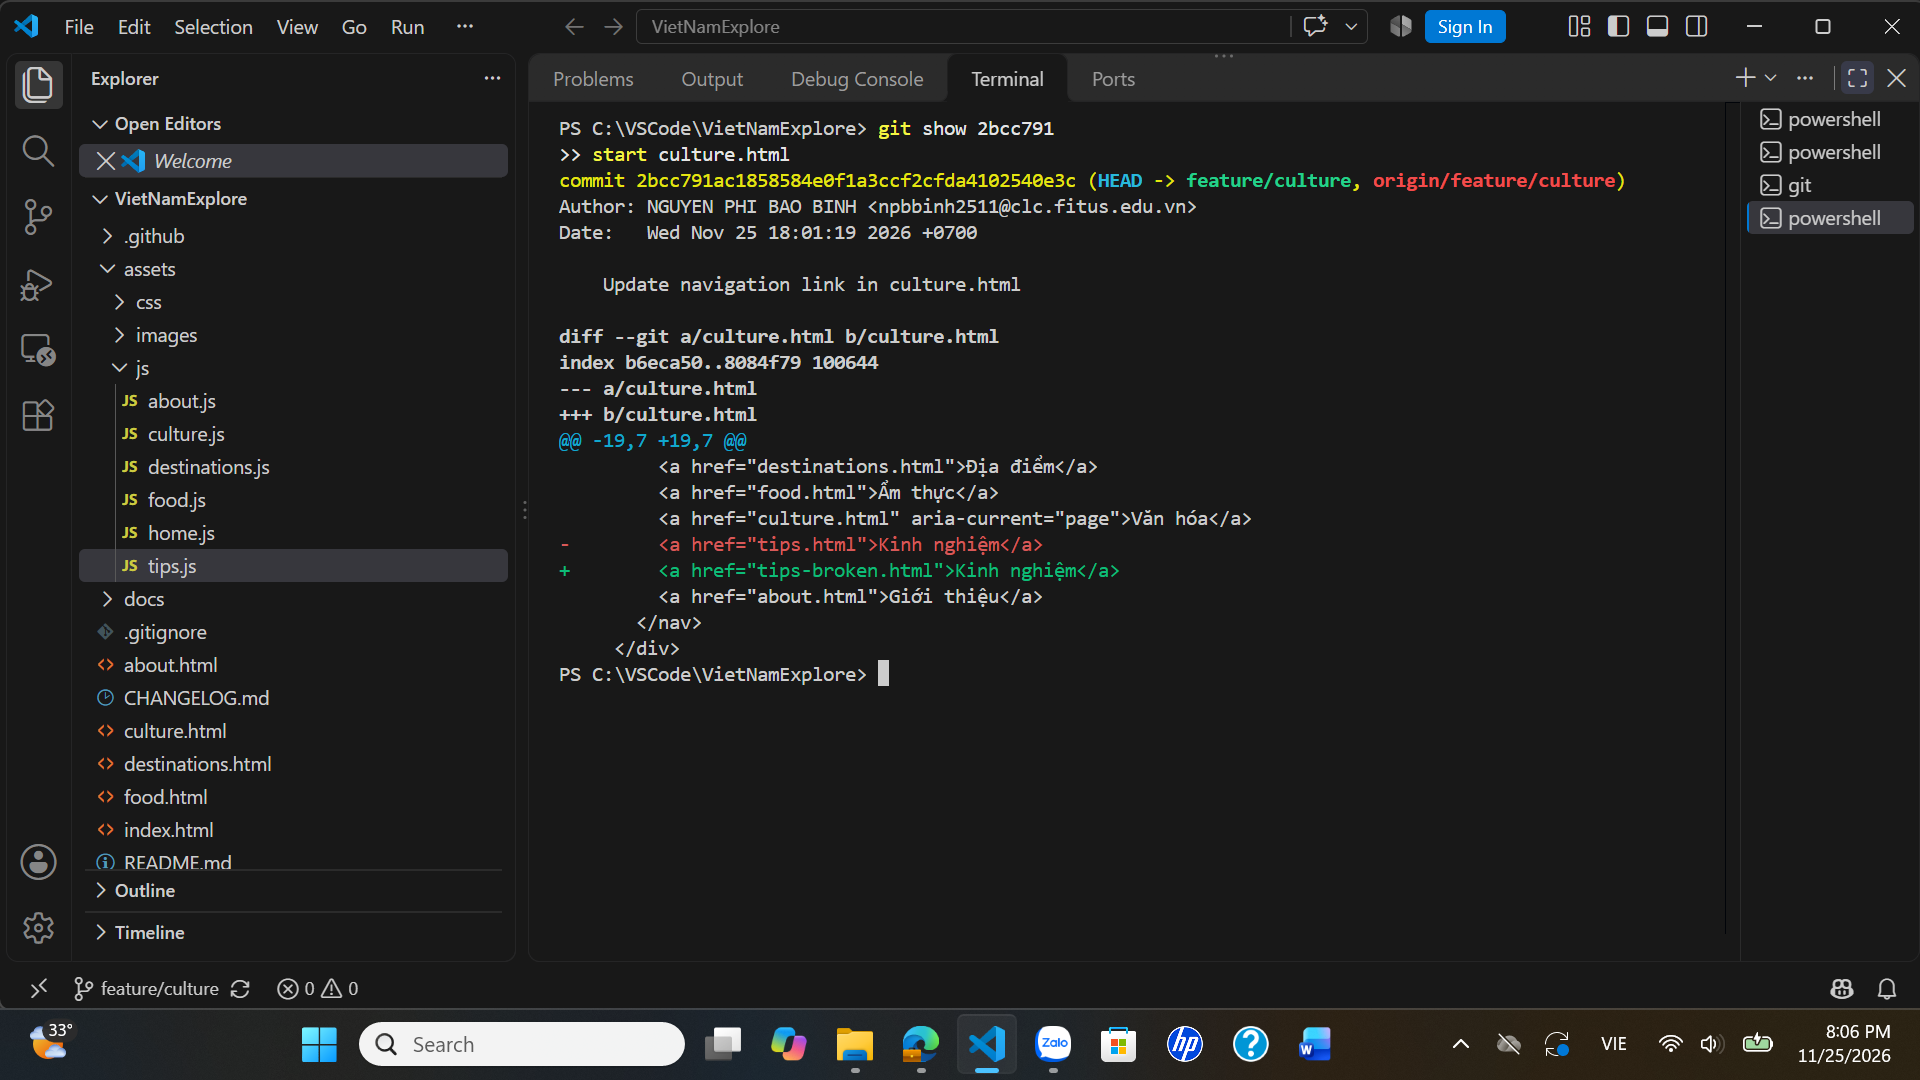 File Edit Selection View Go Run ···
VietNamExplore
Sign In
Explorer
Open Editors
Welcome
VietNamExplore
.github
assets
css
images
js
JS about.js
JS culture.js
JS destinations.js
JS food.js
JS home.js
JS tips.js
docs
.gitignore
about.html
CHANGELOG.md
culture.html
destinations.html
food.html
index.html
README.md
Outline
Timeline
Problems Output Debug Console Terminal Ports
PS C:\VSCode\VietNamExplore> git show 2bcc791
>> start culture.html
commit 2bcc791ac1858584e0f1a3ccf2cfda4102540e3c (HEAD -> feature/culture, origin/feature/culture)
Author: NGUYEN PHI BAO BINH <npbbinh2511@clc.fitus.edu.vn>
Date:   Wed Nov 25 18:01:19 2026 +0700
Update navigation link in culture.html
diff --git a/culture.html b/culture.html
index b6eca50..8084f79 100644
--- a/culture.html
+++ b/culture.html
@@ -19,7 +19,7 @@
<a href="destinations.html">Địa điểm</a>
<a href="food.html">Ẩm thực</a>
<a href="culture.html" aria-current="page">Văn hóa</a>
-        <a href="tips.html">Kinh nghiệm</a>
+        <a href="tips-broken.html">Kinh nghiệm</a>
<a href="about.html">Giới thiệu</a>
</nav>
</div>
PS C:\VSCode\VietNamExplore>
powershell
powershell
git
powershell
feature/culture 0 0
33°
Search
Zalo
hp
W
VIE
8:06 PM
11/25/2026